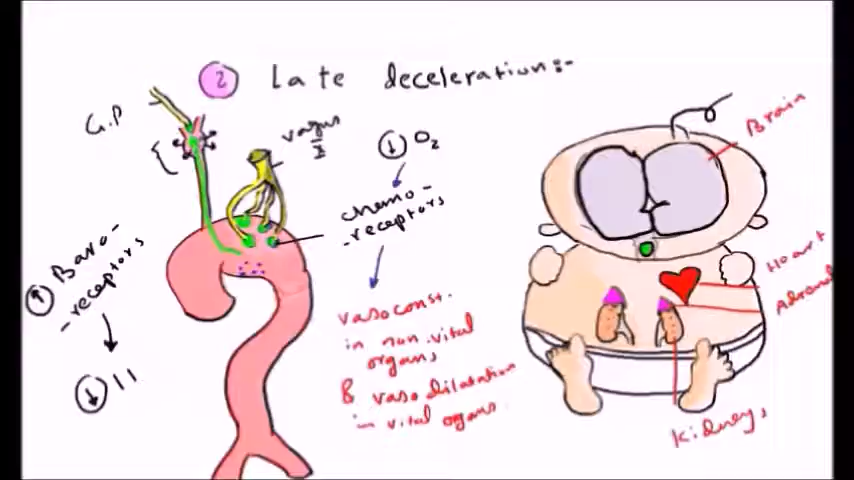 2 Late deceleration:-
G.P
vagus
X
↓ O₂
chemo-
-receptors
↑ Baro-
-receptors
↓ 11
vasoconst.
in non vital
organs
& vasodilatation
in vital organs.
Brain
Heart
Adrenal
Kidneys